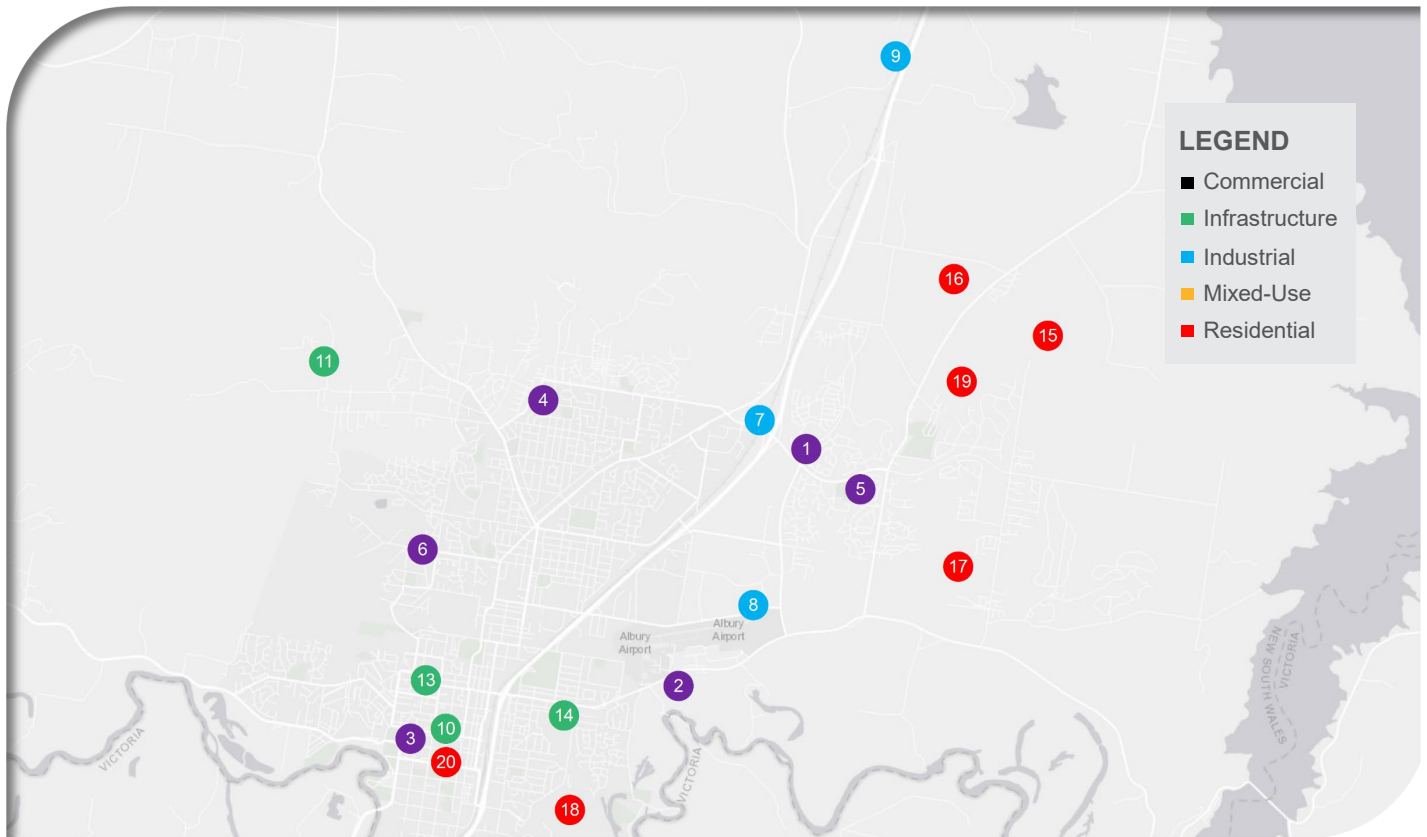 9
LEGEND
Commercial
Infrastructure
Industrial
Mixed-Use
Residential
16
15
11
19
4
7
1
5
6
17
8
Albury
Airport
Albury
Airport
NEW SOUTH WALES
VICTORIA
13
2
14
10
3
VICTORIA
20
VICTORIA
18